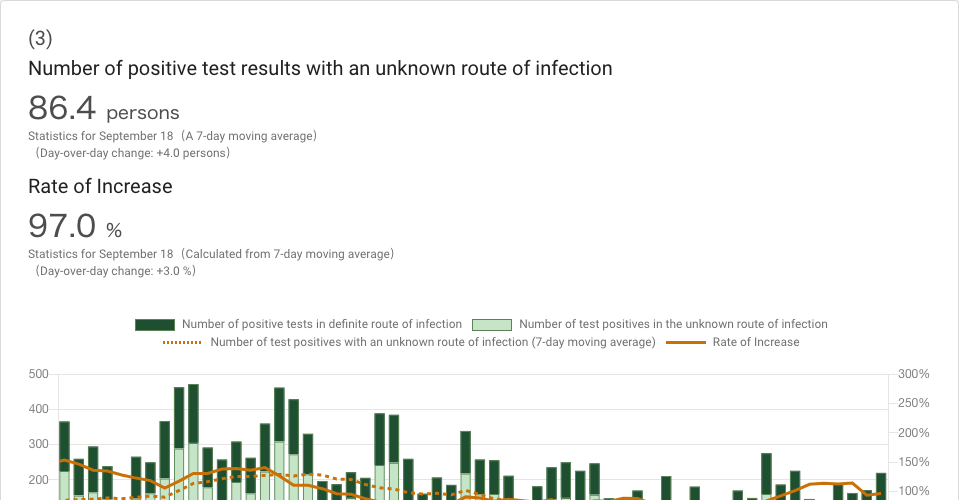 (3)
Number of positive test results with an unknown route of infection
86.4 persons
Statistics for September 18（A 7-day moving average）
（Day-over-day change: +4.0 persons）
Rate of Increase
97.0 %
Statistics for September 18（Calculated from 7-day moving average）
（Day-over-day change: +3.0 %）
Number of positive tests in definite route of infection Number of test positives in the unknown route of infection
Number of test positives with an unknown route of infection (7-day moving average) Rate of Increase
500 300%
250%
400
200%
300
150%
200
100%